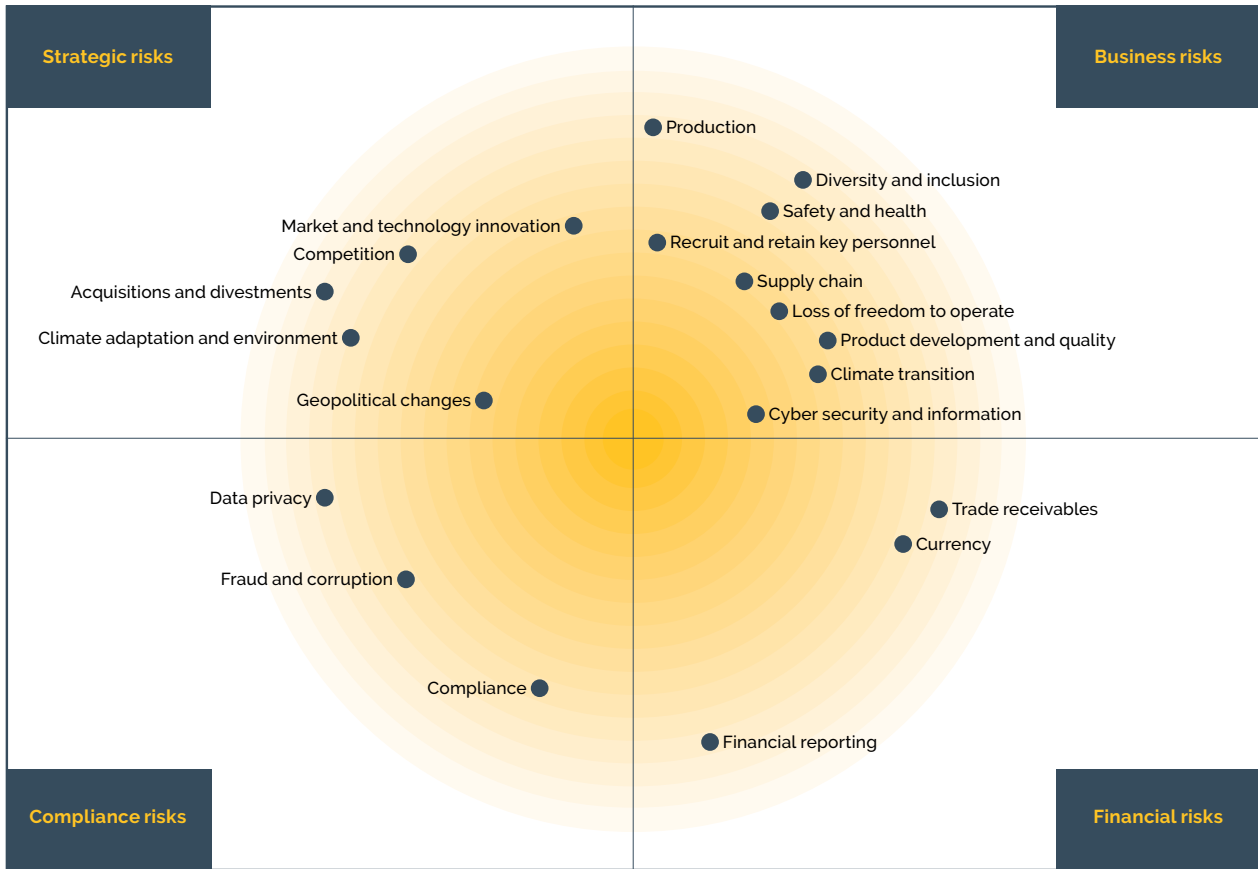 Strategic risks
Business risks
Production
Diversity and inclusion
Safety and health
Market and technology innovation
Recruit and retain key personnel
Competition
Supply chain
Acquisitions and divestments
Loss of freedom to operate
Climate adaptation and environment
Product development and quality
Climate transition
Geopolitical changes
Cyber security and information
Data privacy
Trade receivables
Currency
Fraud and corruption
Compliance
Financial reporting
Compliance risks
Financial risks